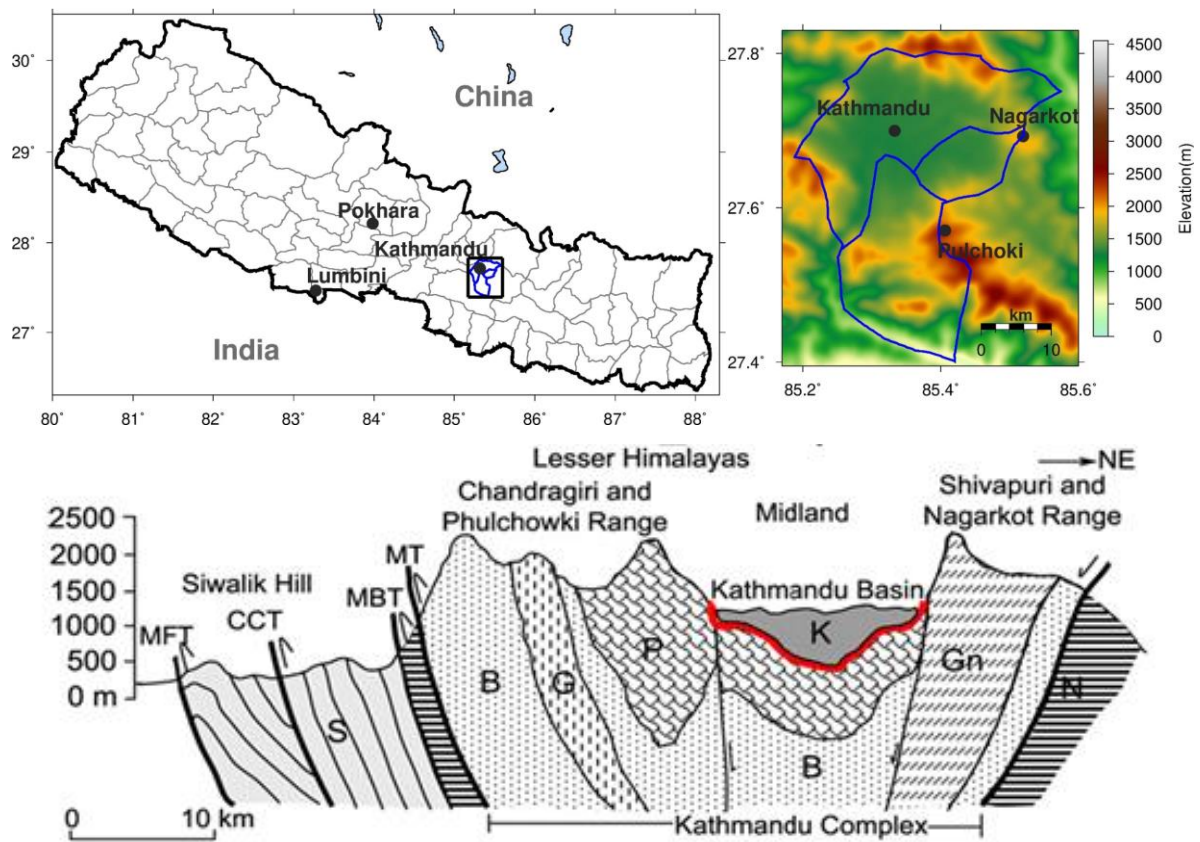 30˚
29˚
28˚
27˚
80˚ 81˚ 82˚ 83˚ 84˚ 85˚ 86˚ 87˚ 88˚
China
Pokhara
Kathmandu
Lumbini
India
27.8˚
27.6˚
27.4˚
85.2˚ 85.4˚ 85.6˚
Kathmandu
Nagarkot
Pulchoki
km
0 10
4500
4000
3500
3000
2500
2000
1500
1000
500
0
Elevation(m)
Lesser Himalayas
NE
Chandragiri and
Phulchowki Range
Midland
Shivapuri and
Nagarkot Range
2500
2000
1500
1000
500
0 m
Siwalik Hill
MFT
CCT
MBT
MT
Kathmandu Basin
S
B
G
P
K
B
Gn
N
0 10 km
Kathmandu Complex